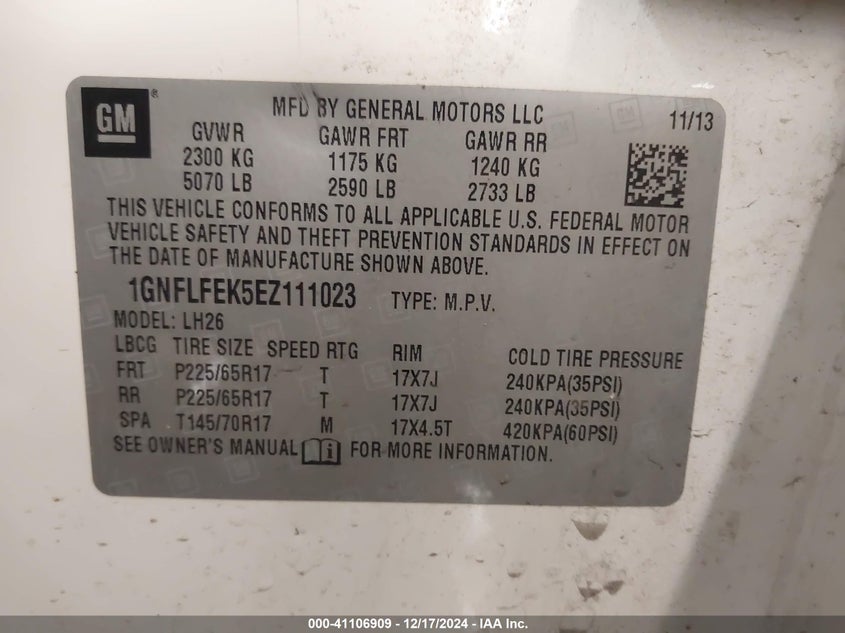 GM ®
MFD BY GENERAL MOTORS LLC 11/13
GVWR GAWR FRT GAWR RR
2300 KG 1175 KG 1240 KG
5070 LB 2590 LB 2733 LB
THIS VEHICLE CONFORMS TO ALL APPLICABLE U.S. FEDERAL MOTOR
VEHICLE SAFETY AND THEFT PREVENTION STANDARDS IN EFFECT ON
THE DATE OF MANUFACTURE SHOWN ABOVE.
1GNFLFEK5EZ111023 TYPE: M.P.V.
MODEL: LH26
LBCG TIRE SIZE SPEED RTG RIM COLD TIRE PRESSURE
FRT P225/65R17 T 17X7J 240KPA(35PSI)
RR P225/65R17 T 17X7J 240KPA(35PSI)
SPA T145/70R17 M 17X4.5T 420KPA(60PSI)
SEE OWNER'S MANUAL i FOR MORE INFORMATION.
000-41106909 - 12/17/2024 - IAA Inc.